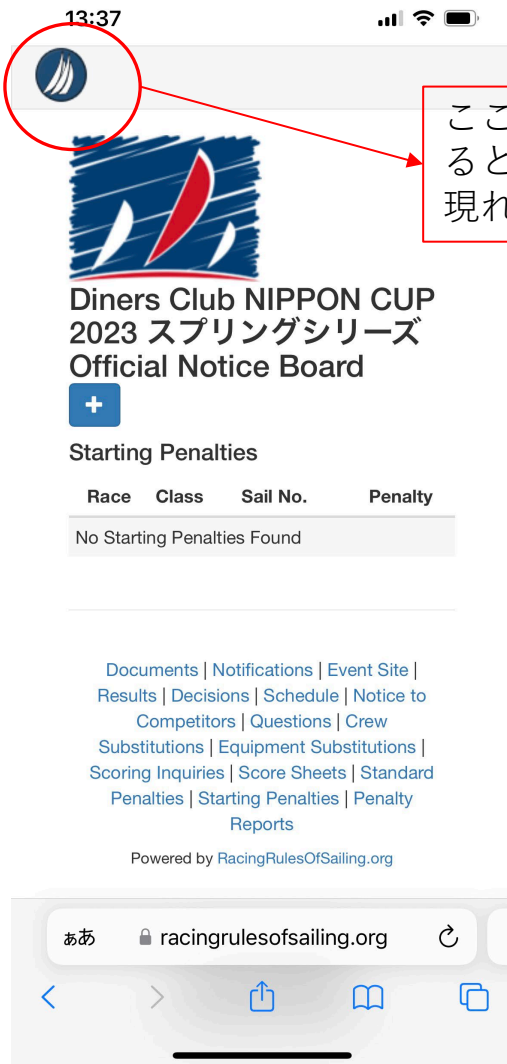 13:37
ここ
ると
現れ
Diners Club NIPPON CUP
2023 スプリングシリーズ
Official Notice Board
+
Starting Penalties
Race Class Sail No. Penalty
No Starting Penalties Found
Documents | Notifications | Event Site |
Results | Decisions | Schedule | Notice to
Competitors | Questions | Crew
Substitutions | Equipment Substitutions |
Scoring Inquiries | Score Sheets | Standard
Penalties | Starting Penalties | Penalty
Reports
Powered by RacingRulesOfSailing.org
ぁあ racingrulesofsailing.org